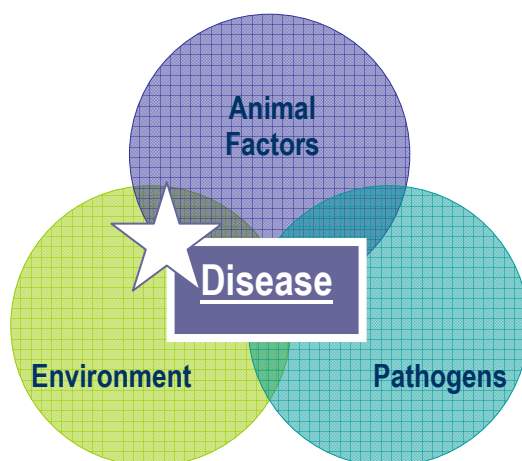 Animal
Factors
Disease
Environment
Pathogens